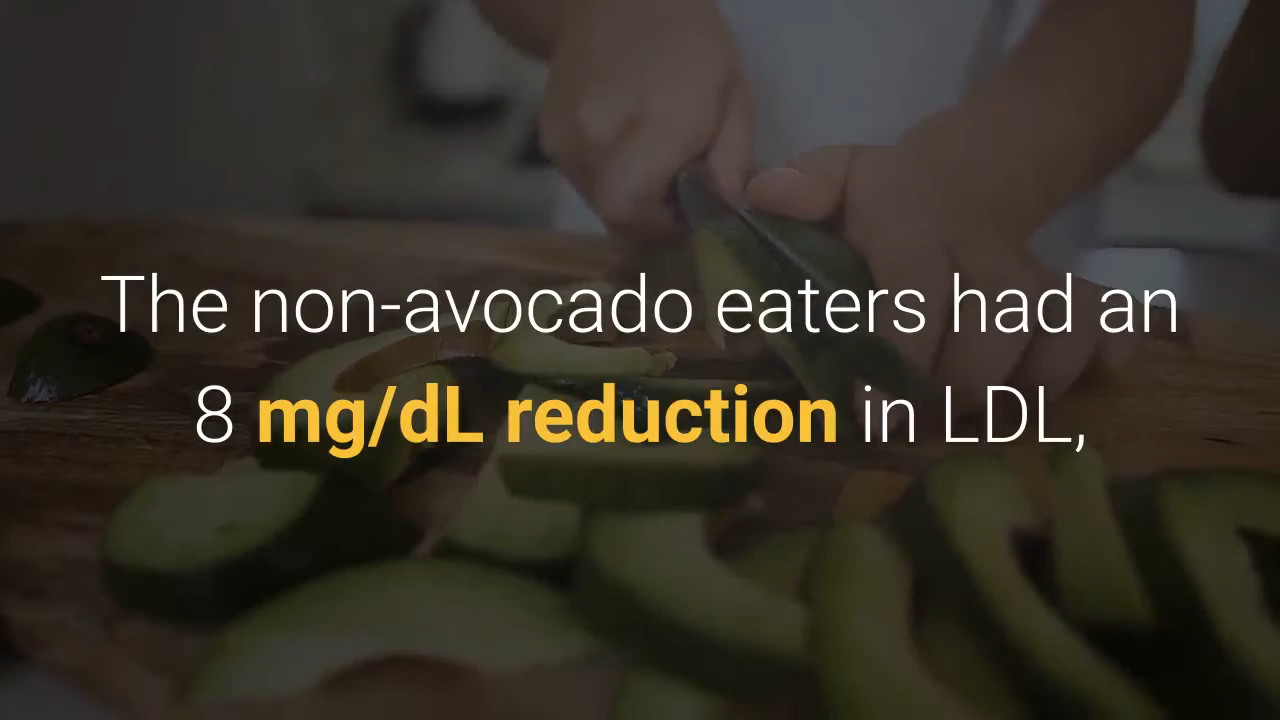 The non-avocado eaters had an
8 mg/dL reduction in LDL,